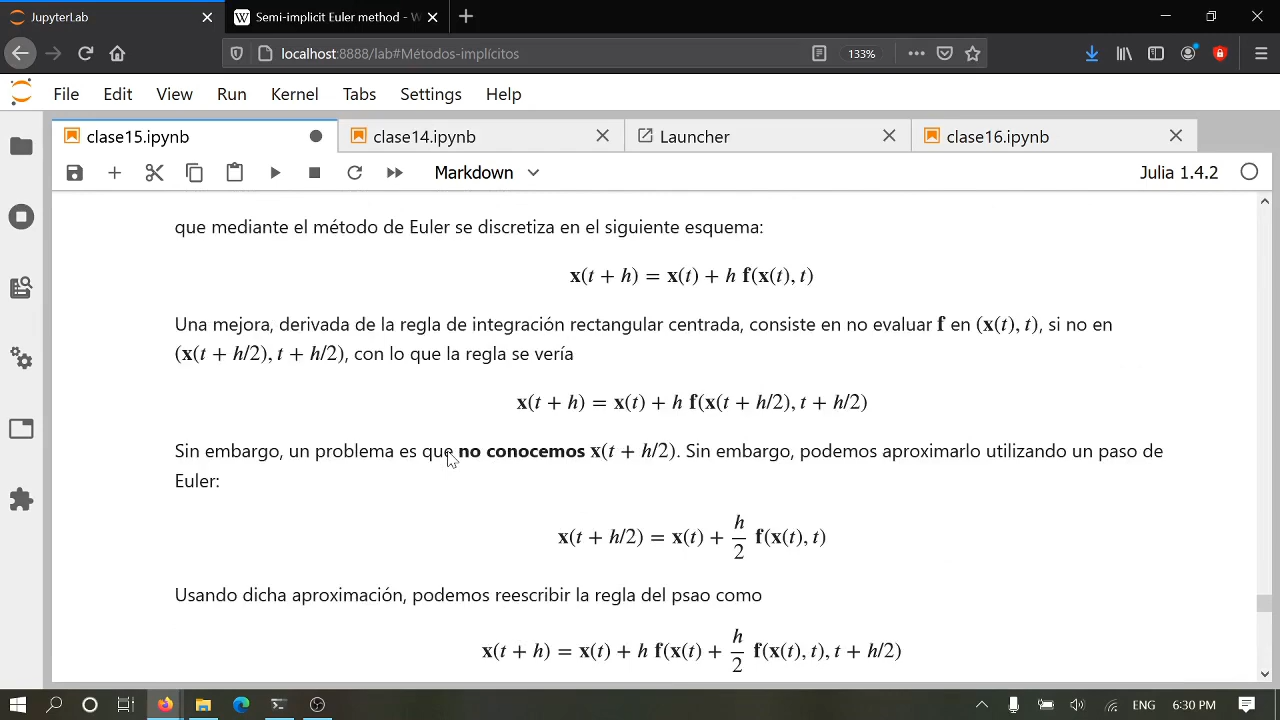 JupyterLab
Semi-implicit Euler method - W
localhost:8888/lab#Métodos-implícitos
133%
File Edit View Run Kernel Tabs Settings Help
clase15.ipynb
clase14.ipynb
Launcher
clase16.ipynb
Markdown
Julia 1.4.2
que mediante el método de Euler se discretiza en el siguiente esquema:
x(t + h) = x(t) + h f(x(t), t)
Una mejora, derivada de la regla de integración rectangular centrada, consiste en no evaluar f en (x(t), t), si no en
(x(t + h/2), t + h/2), con lo que la regla se vería
x(t + h) = x(t) + h f(x(t + h/2), t + h/2)
Sin embargo, un problema es que no conocemos x(t + h/2). Sin embargo, podemos aproximarlo utilizando un paso de
Euler:
x(t + h/2) = x(t) + h/2 f(x(t), t)
Usando dicha aproximación, podemos reescribir la regla del psao como
x(t + h) = x(t) + h f(x(t) + h/2 f(x(t), t), t + h/2)
ESP
6:30 PM